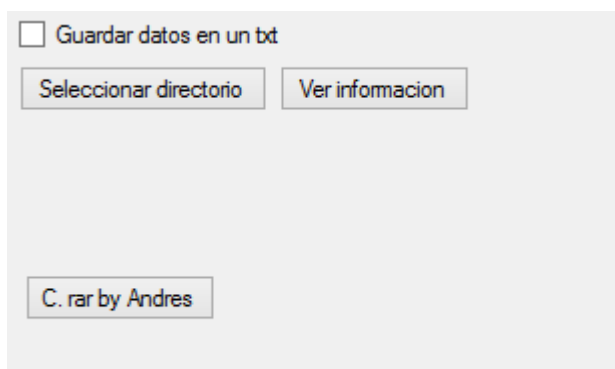 Guardar datos en un txt
Seleccionar directorio Ver informacion
C. rar by Andres